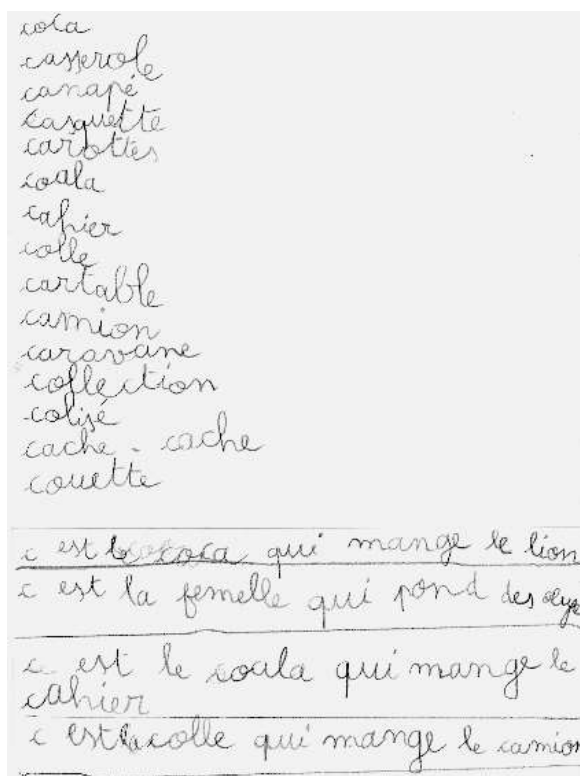 coca
casserole
canapé
casquette
carottes
coala
cahier
colle
cartable
camion
caravane
collection
colisé
cache - cache
couette
c est le coca qui mange le lion
c est la femelle qui pond des
c est le coala qui mange le
cahier
c est la colle qui mange le camion